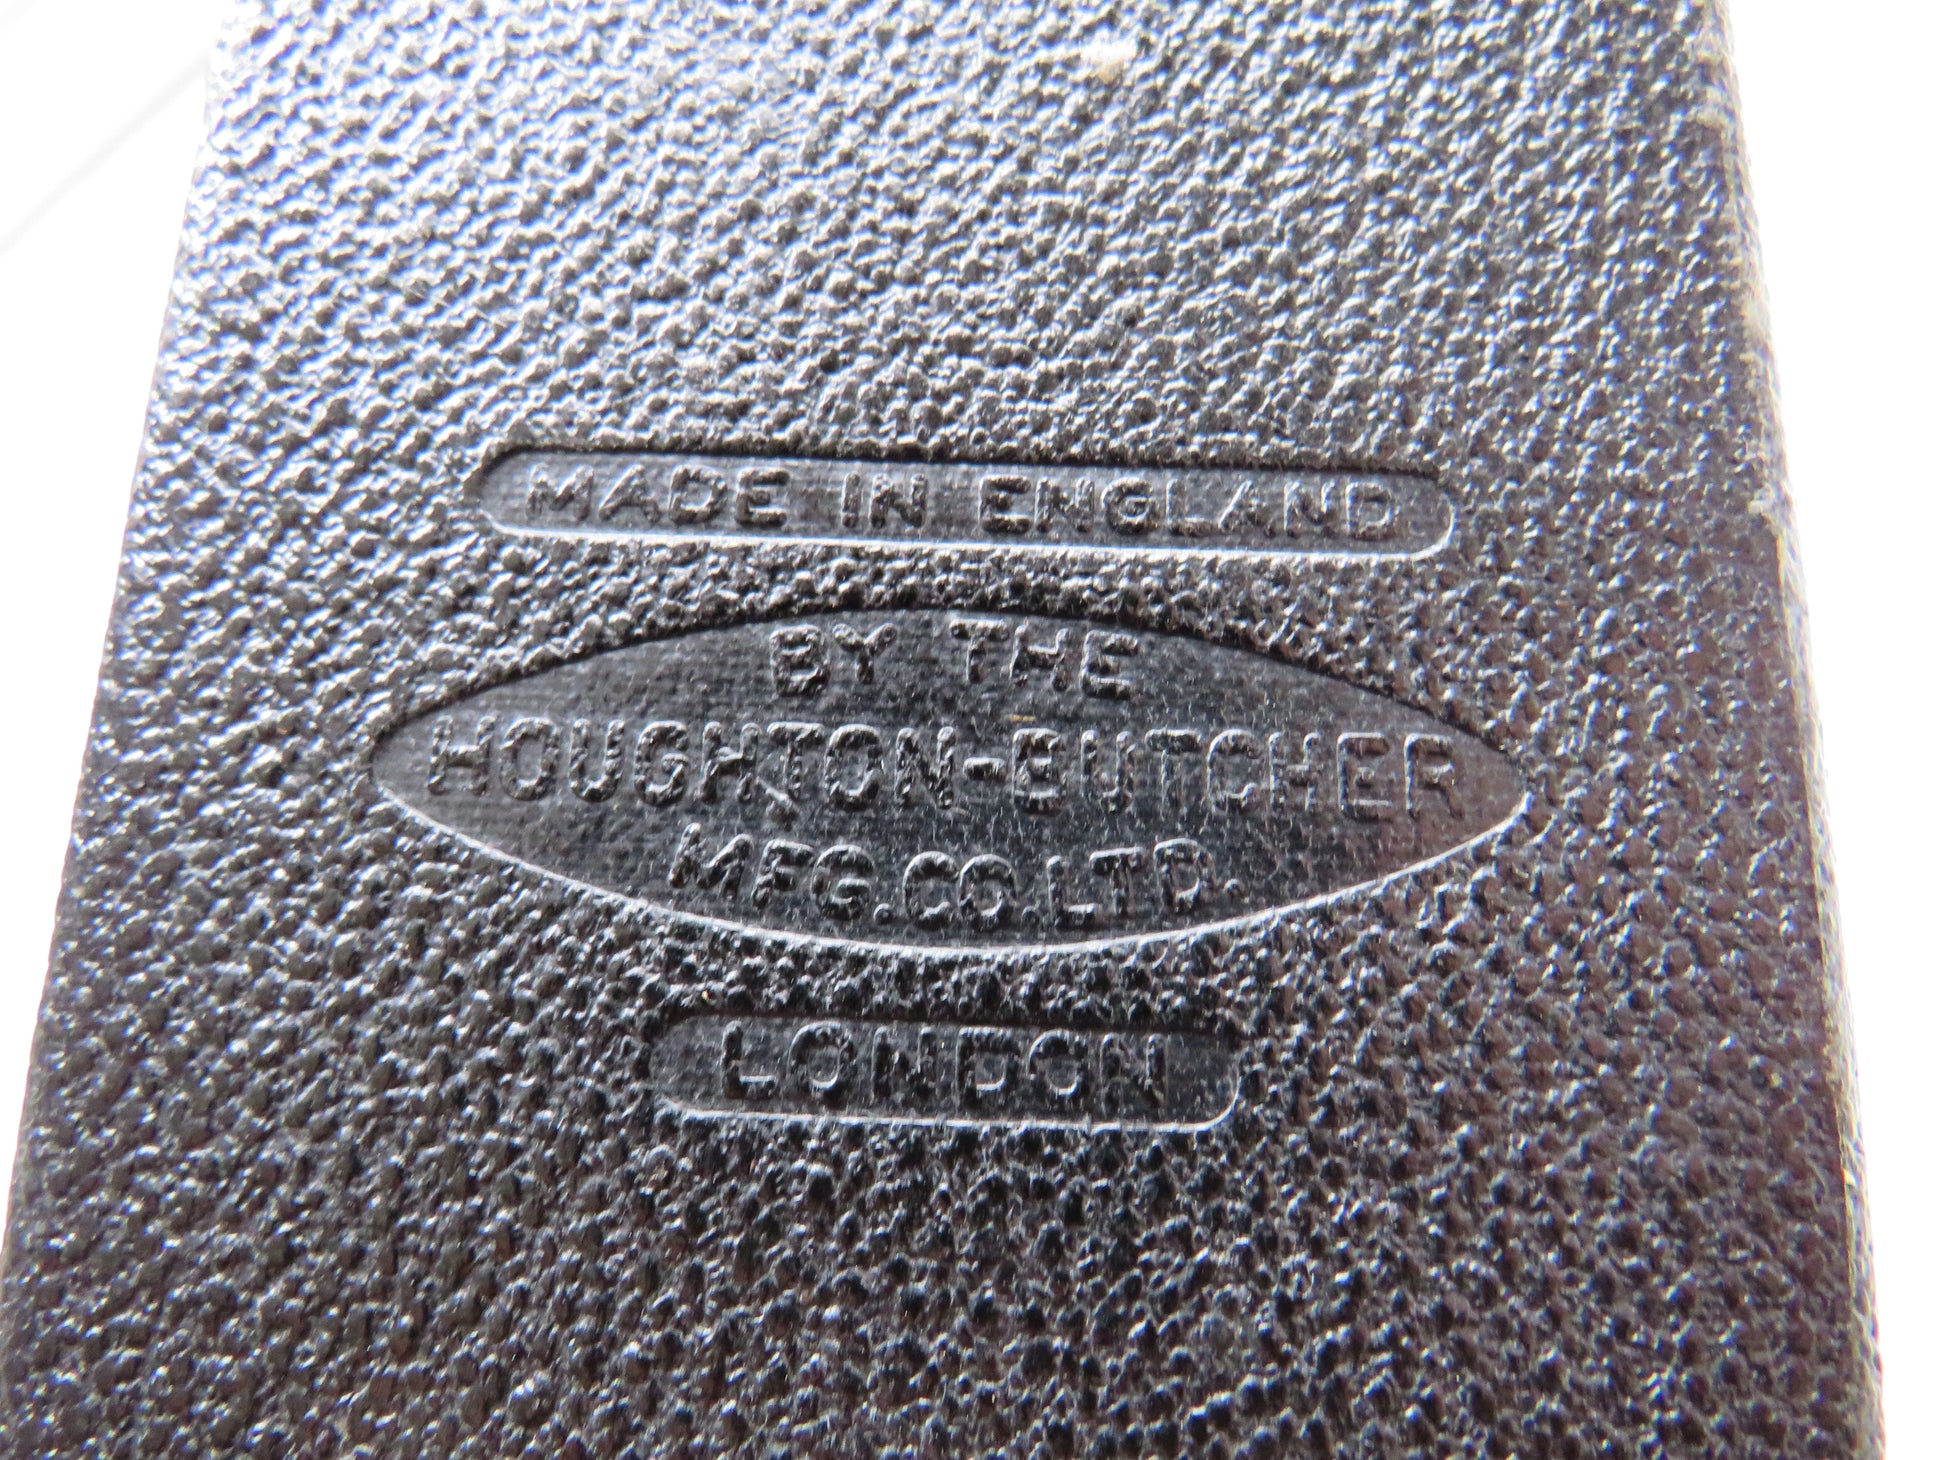 MADE IN ENGLAND
BY THE
HOUGHTON-BUTCHER
MFG.CO.LTD.
LONDON